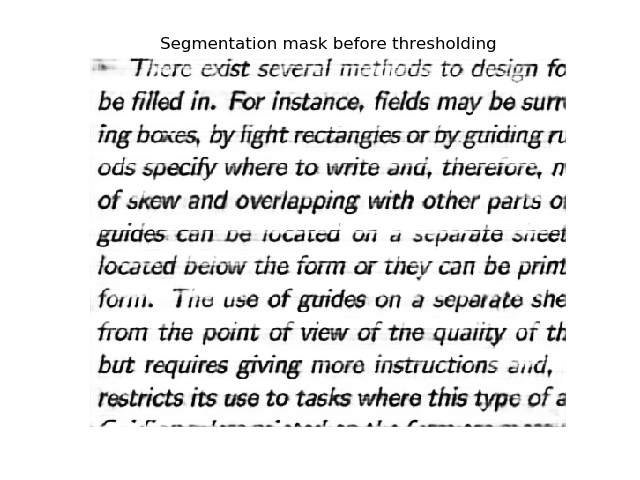 Segmentation mask before thresholding
There exist several methods to design fo
be filled in. For instance, fields may be surr
ing boxes, by light rectangles or by guiding ru
ods specify where to write and, therefore, m
of skew and overlapping with other parts o
guides can be located on a separate sheet
located below the form or they can be print
form. The use of guides on a separate she
from the point of view of the quality of th
but requires giving more instructions and,
restricts its use to tasks where this type of a